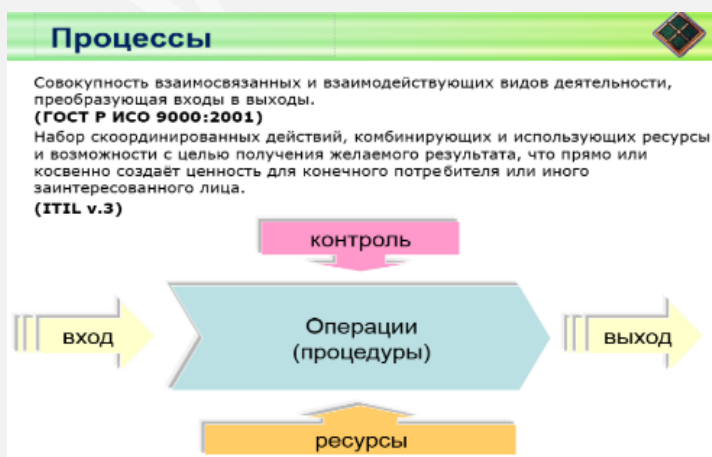 Процессы
Совокупность взаимосвязанных и взаимодействующих видов деятельности,
преобразующая входы в выходы.
(ГОСТ Р ИСО 9000:2001)
Набор скоординированных действий, комбинирующих и использующих ресурсы
и возможности с целью получения желаемого результата, что прямо или
косвенно создаёт ценность для конечного потребителя или иного
заинтересованного лица.
(ITIL v.3)
контроль
вход
Операции
(процедуры)
выход
ресурсы